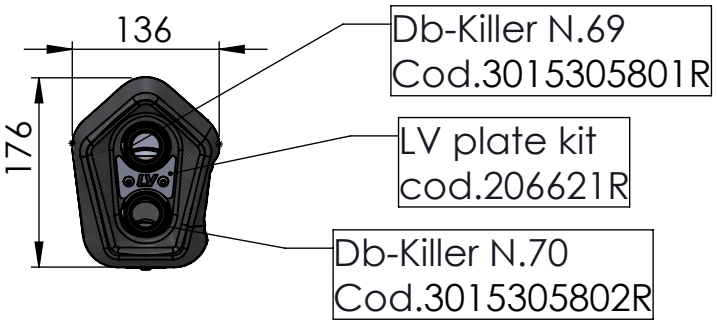 136
Db-Killer N.69
Cod.3015305801R
176
LV plate kit
cod.206621R
LV
Db-Killer N.70
Cod.3015305802R